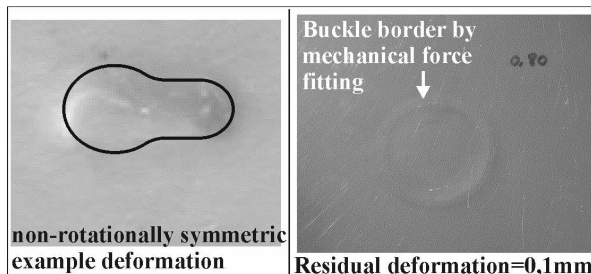 non-rotationally symmetric
example deformation
Buckle border by
mechanical force
fitting
0,80
Residual deformation=0,1mm